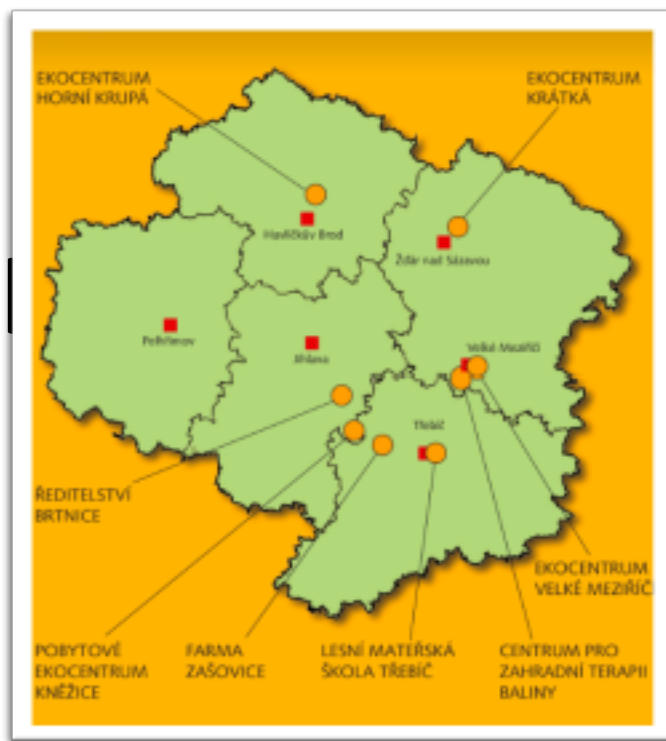 EKOCENTRUM
HORNÍ KRUPÁ
EKOCENTRUM
KRÁTKÁ
Havlíčkův Brod
Žďár nad Sázavou
Pelhřimov
Jihlava
Velké Meziříčí
Třebíč
ŘEDITELSTVÍ
BRTNICE
EKOCENTRUM
VELKÉ MEZIŘÍČ
POBYTOVÉ
EKOCENTRUM
KNĚŽICE
FARMA
ZAŠOVICE
LESNÍ MATEŘSKÁ
ŠKOLA TŘEBÍČ
CENTRUM PRO
ZAHRADNÍ TERAPII
BALINY